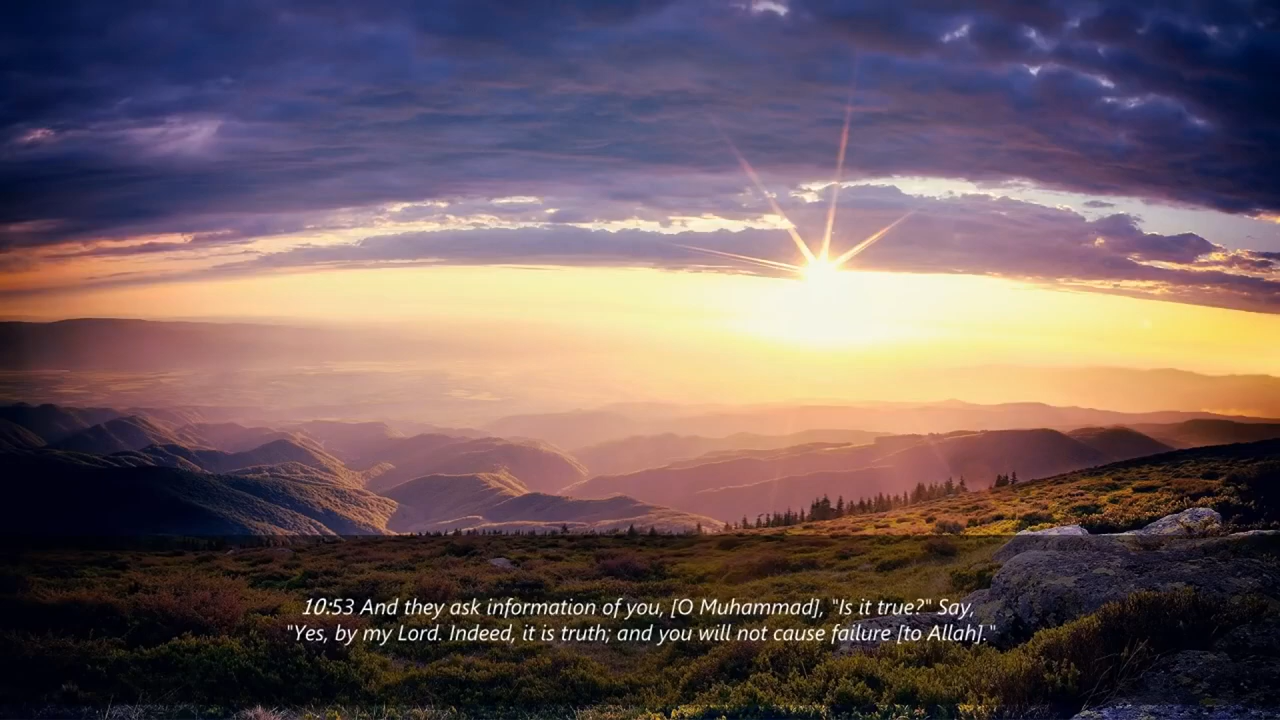 10:53 And they ask information of you, [O Muhammad], "Is it true?" Say,
"Yes, by my Lord. Indeed, it is truth; and you will not cause failure [to Allah]."